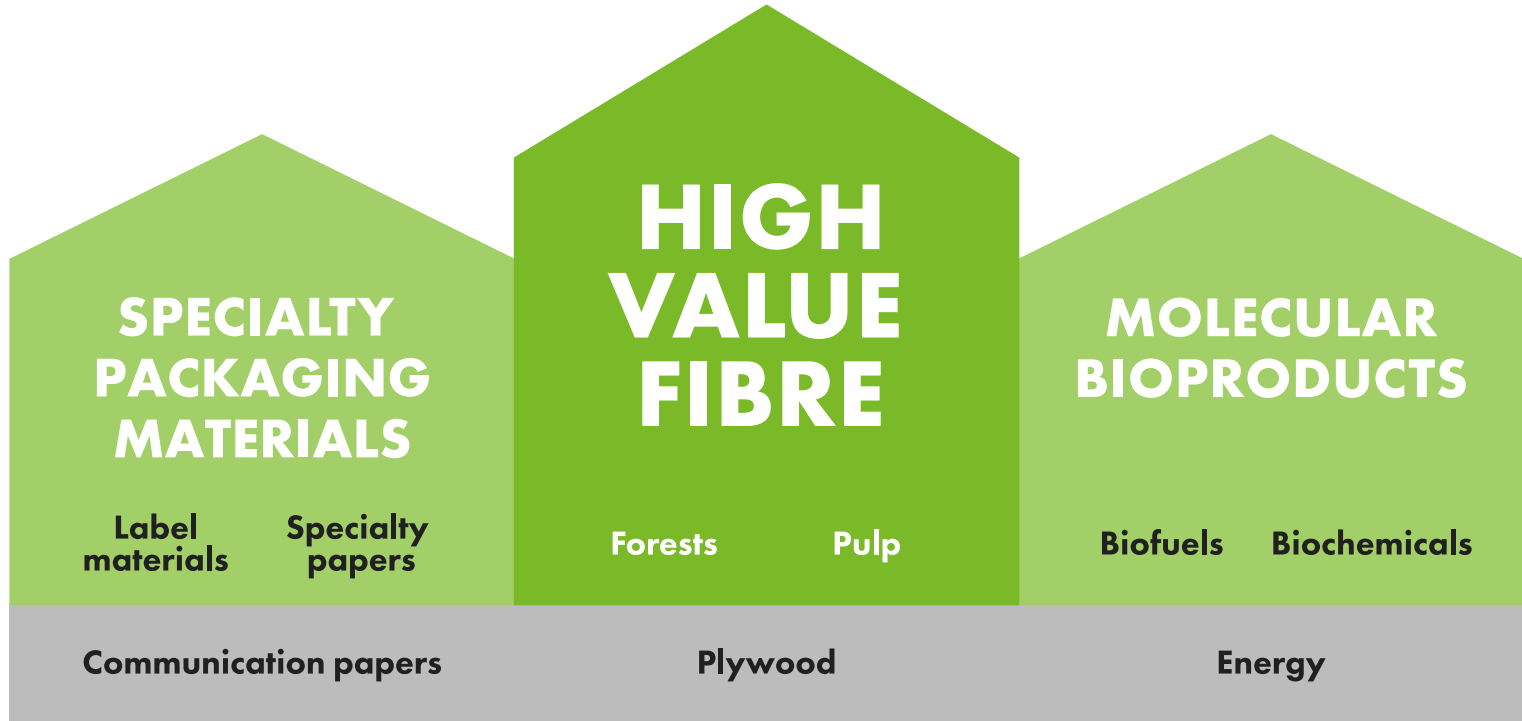 SPECIALTY
PACKAGING
MATERIALS
Label
materials
Specialty
papers
HIGH
VALUE
FIBRE
Forests
Pulp
MOLECULAR
BIOPRODUCTS
Biofuels
Biochemicals
Communication papers
Plywood
Energy